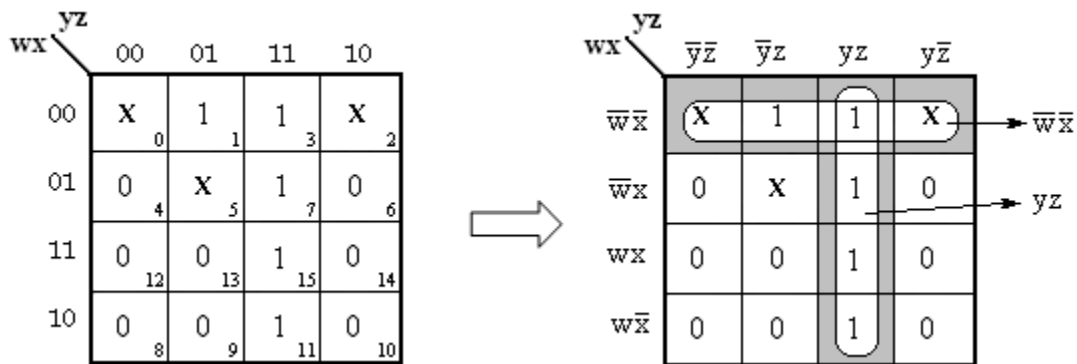 yz yz
wx wx
00 01 11 10 y̅z̅ y̅z yz yz̅
00 X 0 1 1 1 3 X 2 w̅x̅ X 1 1 X w̅x̅
01 0 4 X 5 1 7 0 6 w̅x 0 X 1 0 yz
11 0 12 0 13 1 15 0 14 wx 0 0 1 0
10 0 8 0 9 1 11 0 10 wx̅ 0 0 1 0